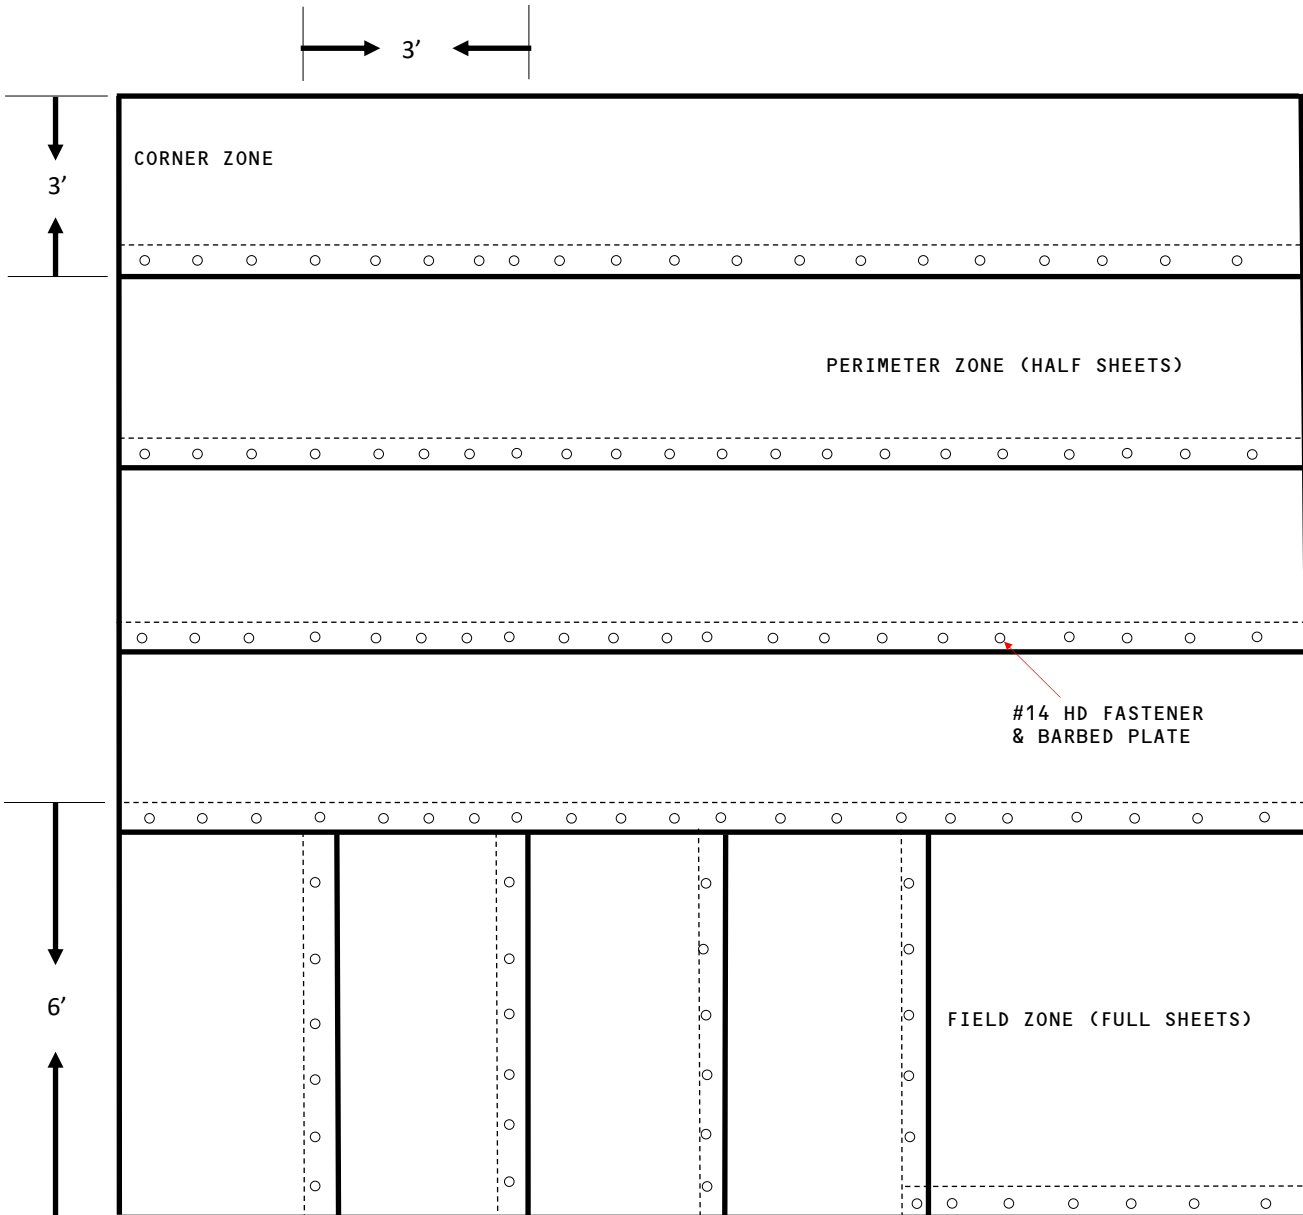 3’
CORNER ZONE
3’
PERIMETER ZONE (HALF SHEETS)
#14 HD FASTENER
& BARBED PLATE
6’
FIELD ZONE (FULL SHEETS)